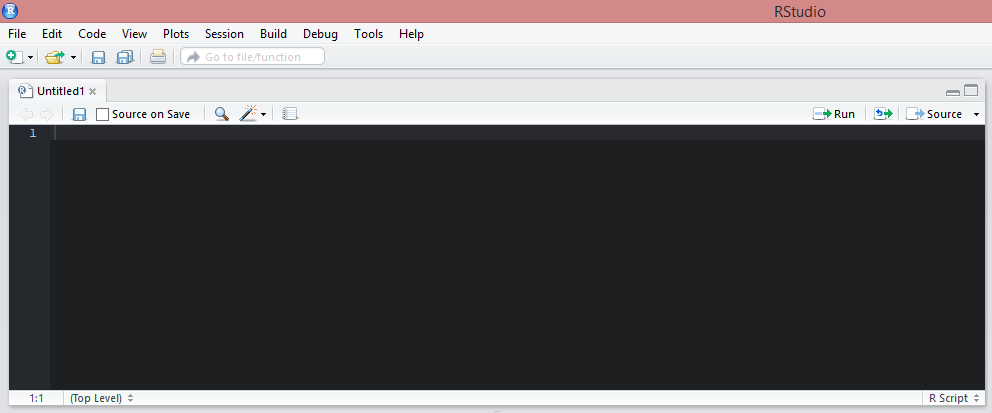 R RStudio
File Edit Code View Plots Session Build Debug Tools Help
Go to file/function
R Untitled1
Source on Save Run Source
1
1:1 (Top Level) R Script